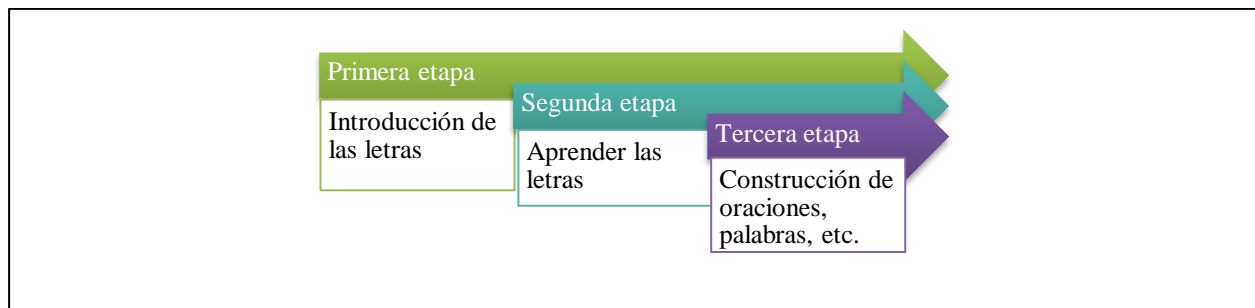 Primera etapa
Introducción de
las letras
Segunda etapa
Aprender las
letras
Tercera etapa
Construcción de
oraciones,
palabras, etc.